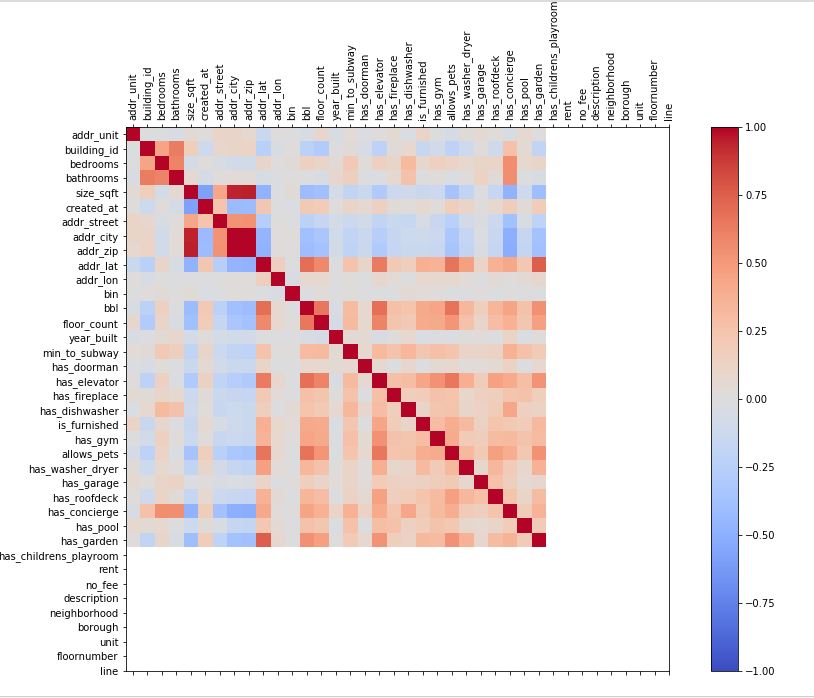 addr_unit
building_id
bedrooms
bathrooms
size_sqft
created_at
addr_street
addr_city
addr_zip
addr_lat
addr_lon
bin
bbl
floor_count
year_built
min_to_subway
has_doorman
has_elevator
has_fireplace
has_dishwasher
is_furnished
has_gym
allows_pets
has_washer_dryer
has_garage
has_roofdeck
has_concierge
has_pool
has_garden
has_childrens_playroom
rent
no_fee
description
neighborhood
borough
unit
floornumber
line
addr_unit
building_id
bedrooms
bathrooms
size_sqft
created_at
addr_street
addr_city
addr_zip
addr_lat
addr_lon
bin
bbl
floor_count
year_built
min_to_subway
has_doorman
has_elevator
has_fireplace
has_dishwasher
is_furnished
has_gym
allows_pets
has_washer_dryer
has_garage
has_roofdeck
has_concierge
has_pool
has_garden
has_childrens_playroom
rent
no_fee
description
neighborhood
borough
unit
floornumber
line
1.00
0.75
0.50
0.25
0.00
−0.25
−0.50
−0.75
−1.00